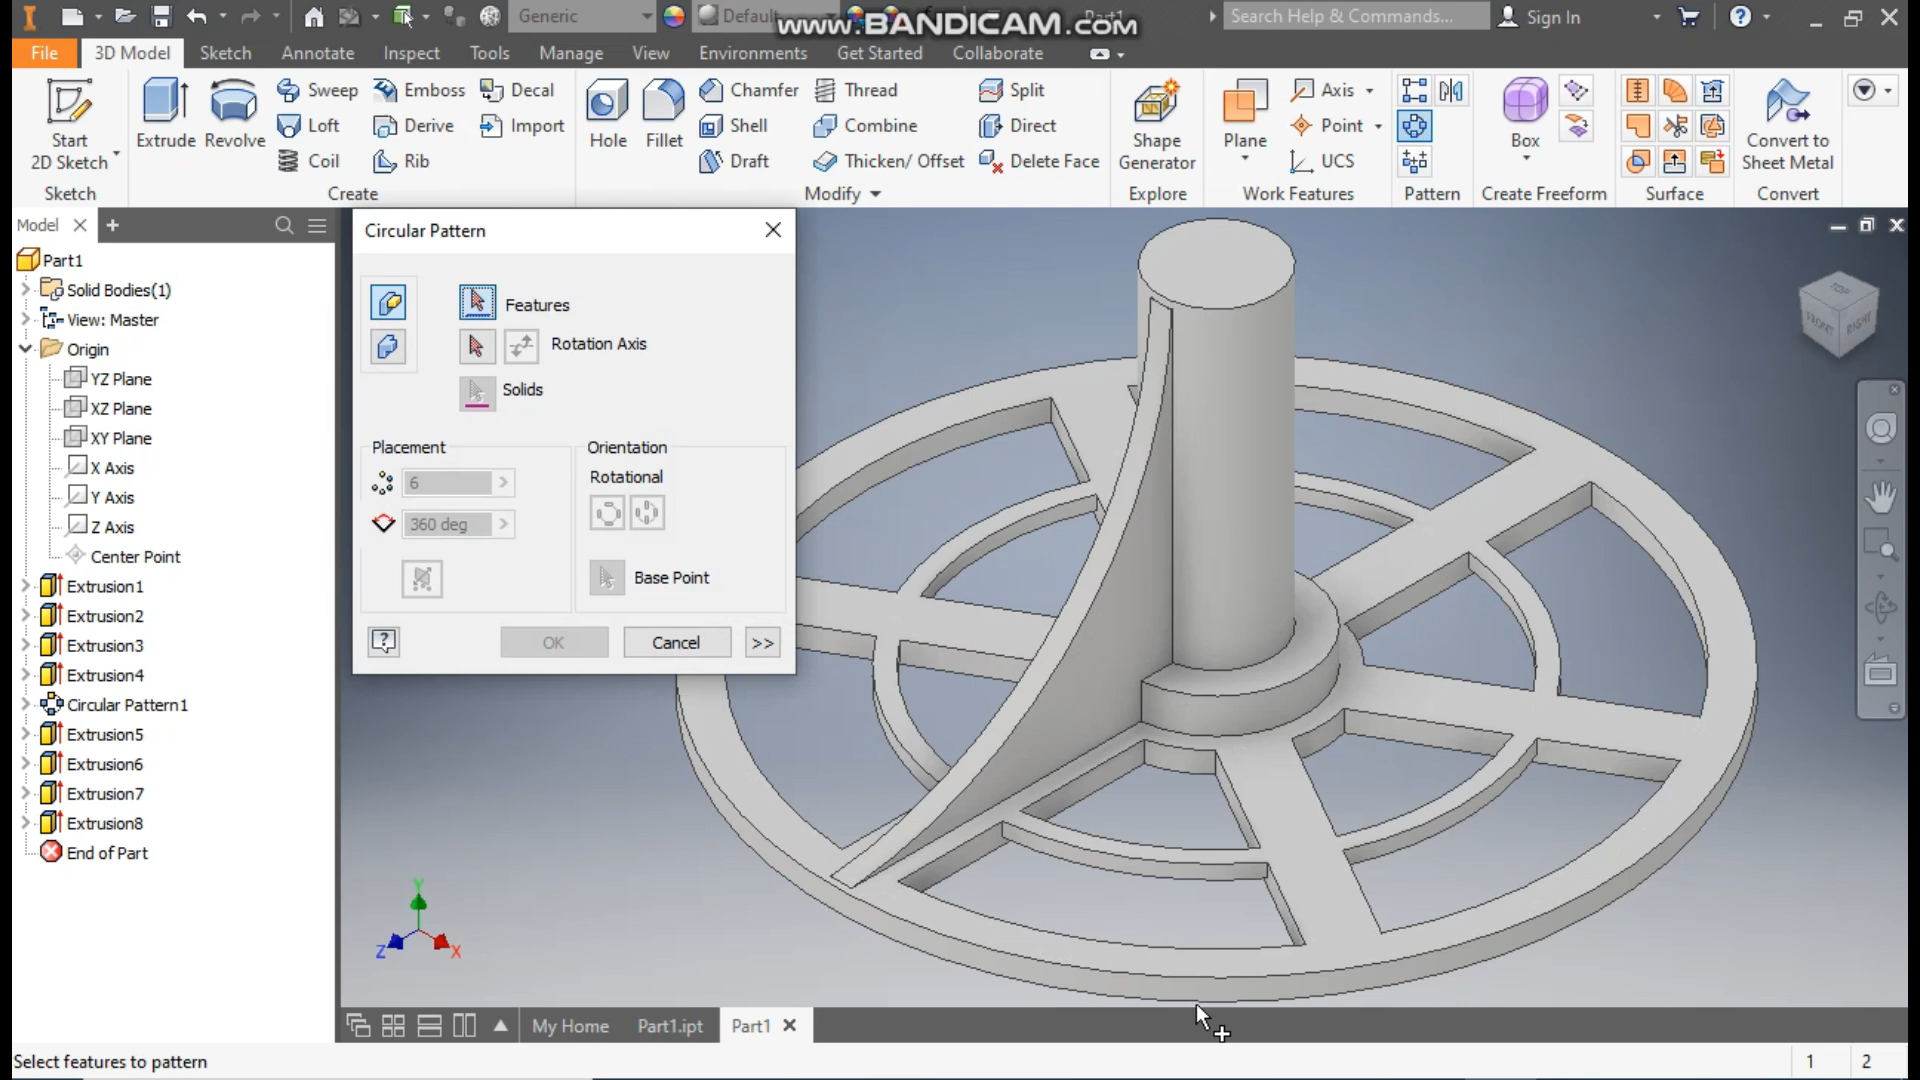 Generic
Default
www.BANDICAM.com
Part1
Search Help & Commands...
Sign In
File
3D Model
Sketch
Annotate
Inspect
Tools
Manage
View
Environments
Get Started
Collaborate
Start
2D Sketch
Extrude
Revolve
Sweep
Loft
Coil
Emboss
Derive
Rib
Decal
Import
Hole
Fillet
Chamfer
Shell
Draft
Thread
Combine
Thicken/ Offset
Split
Direct
Delete Face
Shape
Generator
Plane
Axis
Point
UCS
Box
Convert to
Sheet Metal
Sketch
Create
Modify
Explore
Work Features
Pattern
Create Freeform
Surface
Convert
Model
Part1
Solid Bodies(1)
View: Master
Origin
YZ Plane
XZ Plane
XY Plane
X Axis
Y Axis
Z Axis
Center Point
Extrusion1
Extrusion2
Extrusion3
Extrusion4
Circular Pattern1
Extrusion5
Extrusion6
Extrusion7
Extrusion8
End of Part
Circular Pattern
Features
Rotation Axis
Solids
Placement
6
360 deg
Orientation
Rotational
Base Point
OK
Cancel
>>
TOP
FRONT
RIGHT
Y
Z
X
My Home
Part1.ipt
Part1
Select features to pattern
1
2